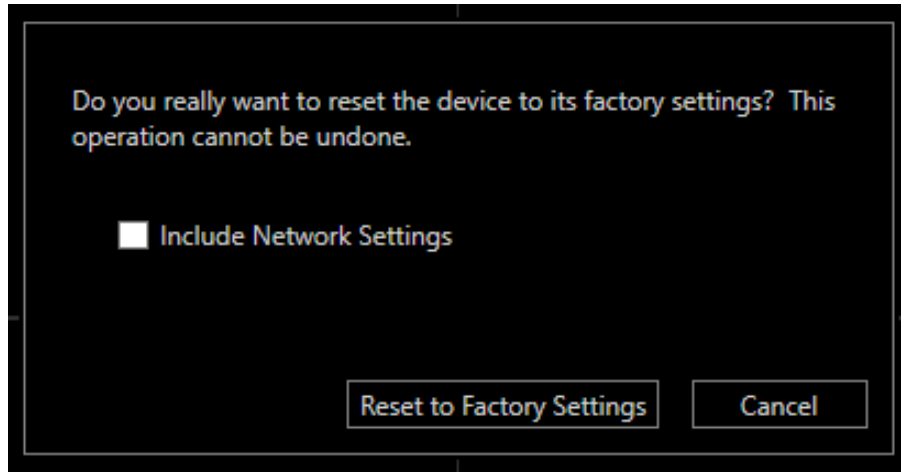 Do you really want to reset the device to its factory settings?  This
operation cannot be undone.
Include Network Settings
Reset to Factory Settings
Cancel